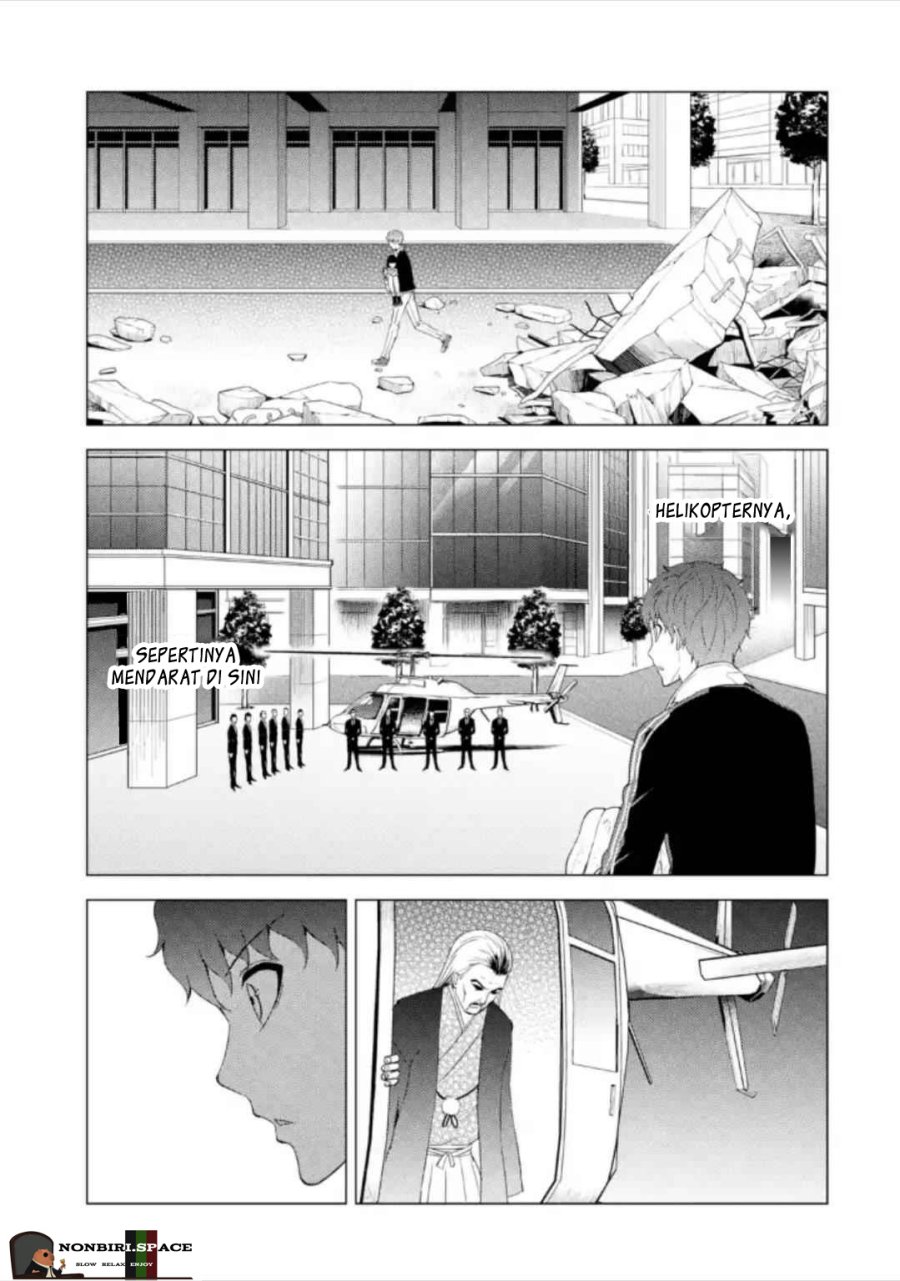 HELIKOPTERNYA,
SEPERTINYA
MENDARAT DI SINI
NONBIRI.SPACE
SLOW RELAX ENJOY